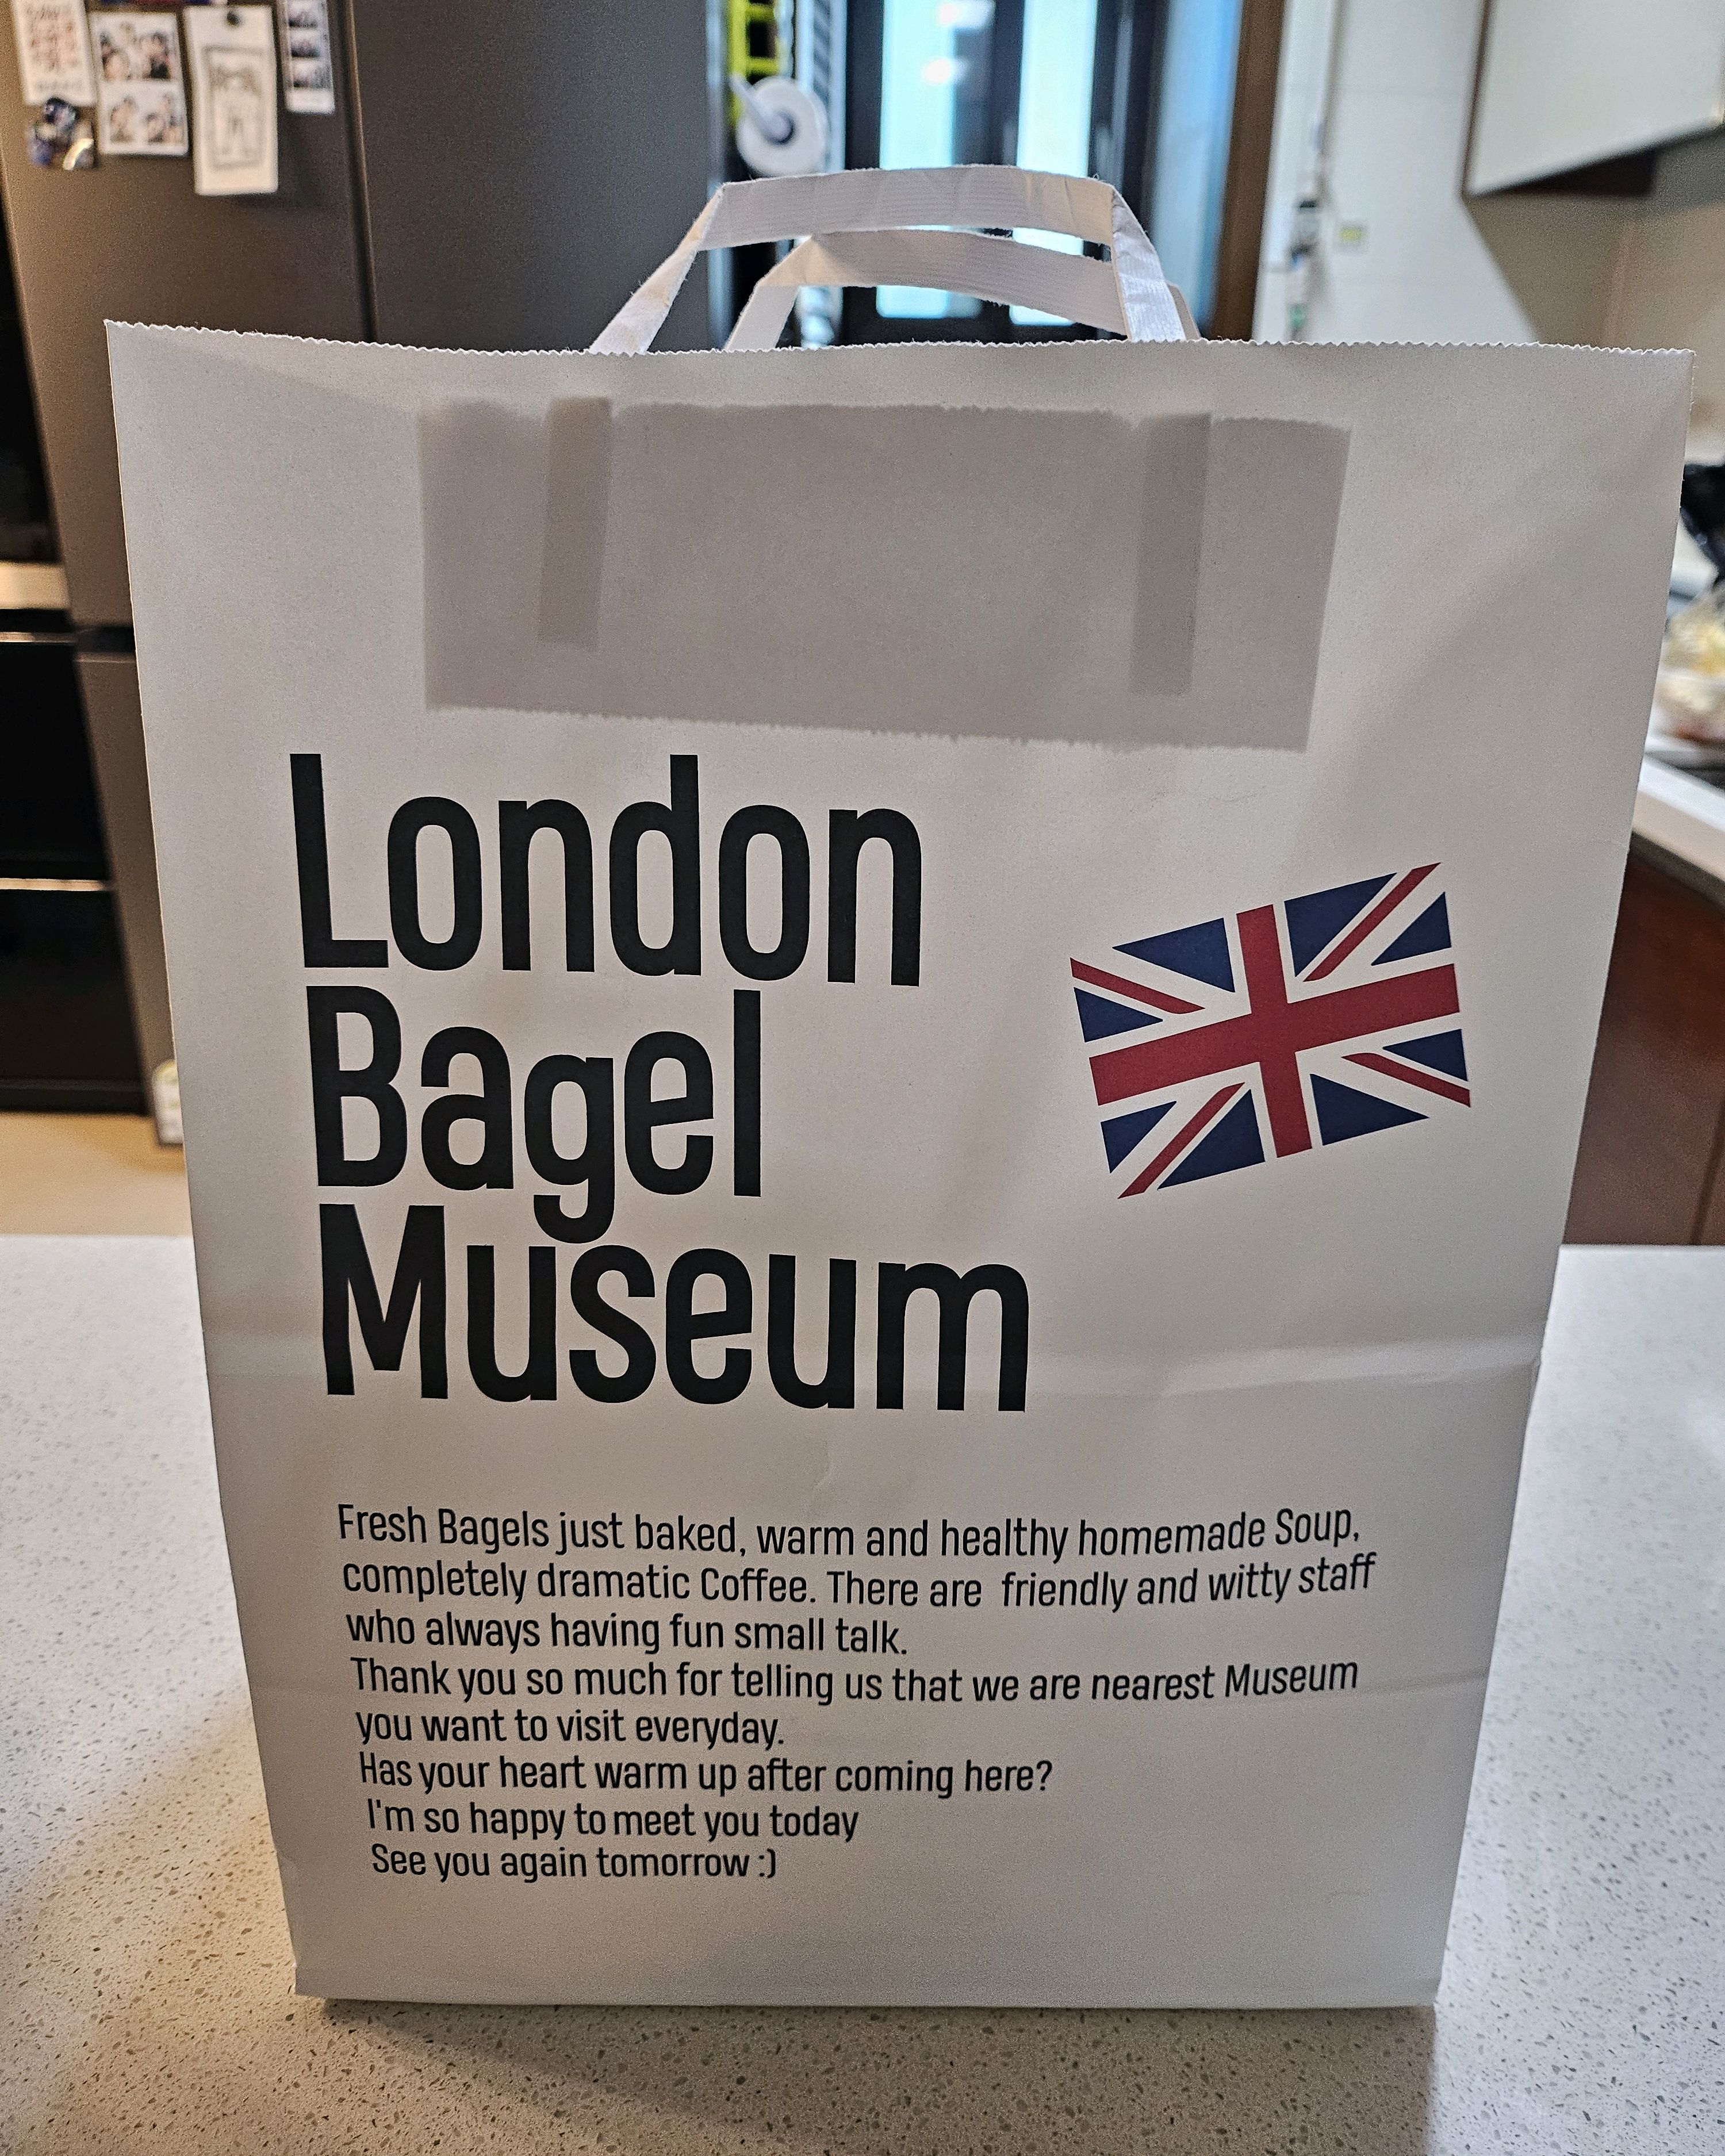 London
Bagel
Museum
Fresh Bagels just baked, warm and healthy homemade Soup,
completely dramatic Coffee. There are friendly and witty staff
who always having fun small talk.
Thank you so much for telling us that we are nearest Museum
you want to visit everyday.
Has your heart warm up after coming here?
I'm so happy to meet you today
See you again tomorrow :)